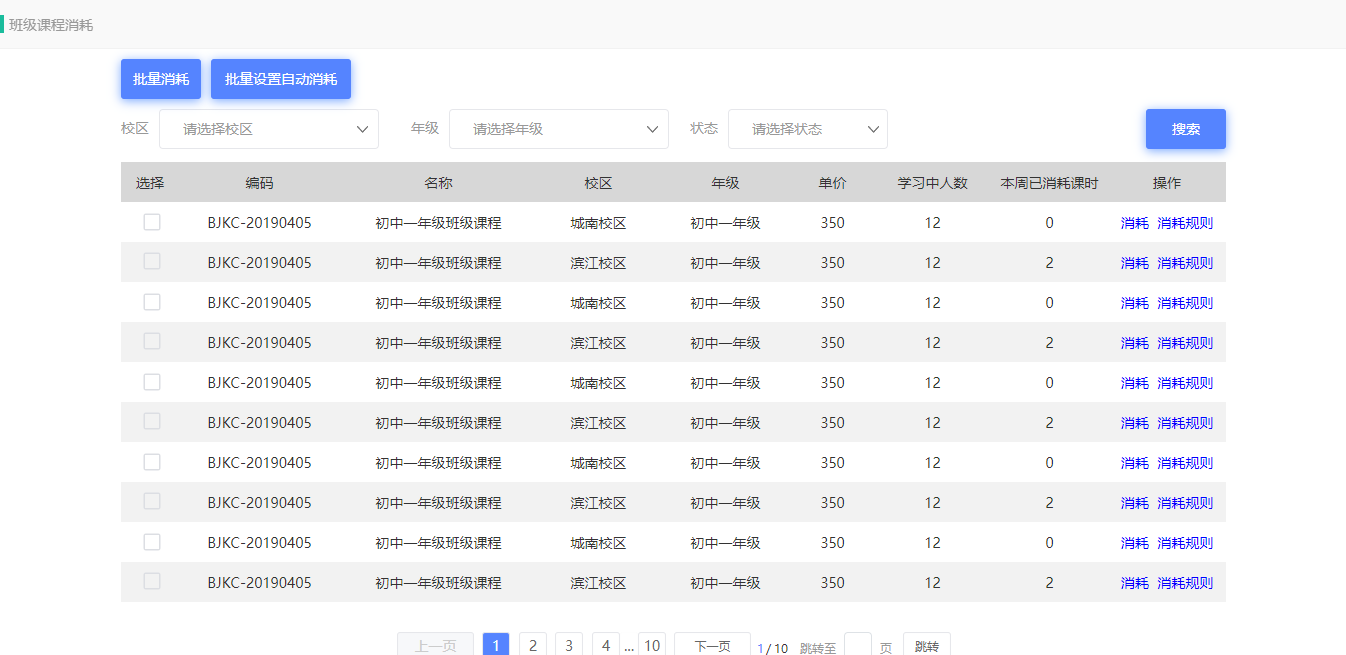 班级课程消耗
批量消耗 批量设置自动消耗
校区 请选择校区 年级 请选择年级 状态 请选择状态 搜索
选择 编码 名称 校区 年级 单价 学习中人数 本周已消耗课时 操作
BJKC-20190405 初中一年级班级课程 城南校区 初中一年级 350 12 0 消耗 消耗规则
BJKC-20190405 初中一年级班级课程 滨江校区 初中一年级 350 12 2 消耗 消耗规则
BJKC-20190405 初中一年级班级课程 城南校区 初中一年级 350 12 0 消耗 消耗规则
BJKC-20190405 初中一年级班级课程 滨江校区 初中一年级 350 12 2 消耗 消耗规则
BJKC-20190405 初中一年级班级课程 城南校区 初中一年级 350 12 0 消耗 消耗规则
BJKC-20190405 初中一年级班级课程 滨江校区 初中一年级 350 12 2 消耗 消耗规则
BJKC-20190405 初中一年级班级课程 城南校区 初中一年级 350 12 0 消耗 消耗规则
BJKC-20190405 初中一年级班级课程 滨江校区 初中一年级 350 12 2 消耗 消耗规则
BJKC-20190405 初中一年级班级课程 城南校区 初中一年级 350 12 0 消耗 消耗规则
BJKC-20190405 初中一年级班级课程 滨江校区 初中一年级 350 12 2 消耗 消耗规则
上一页 1 2 3 4 ... 10 下一页 1/10 跳转至 页 跳转